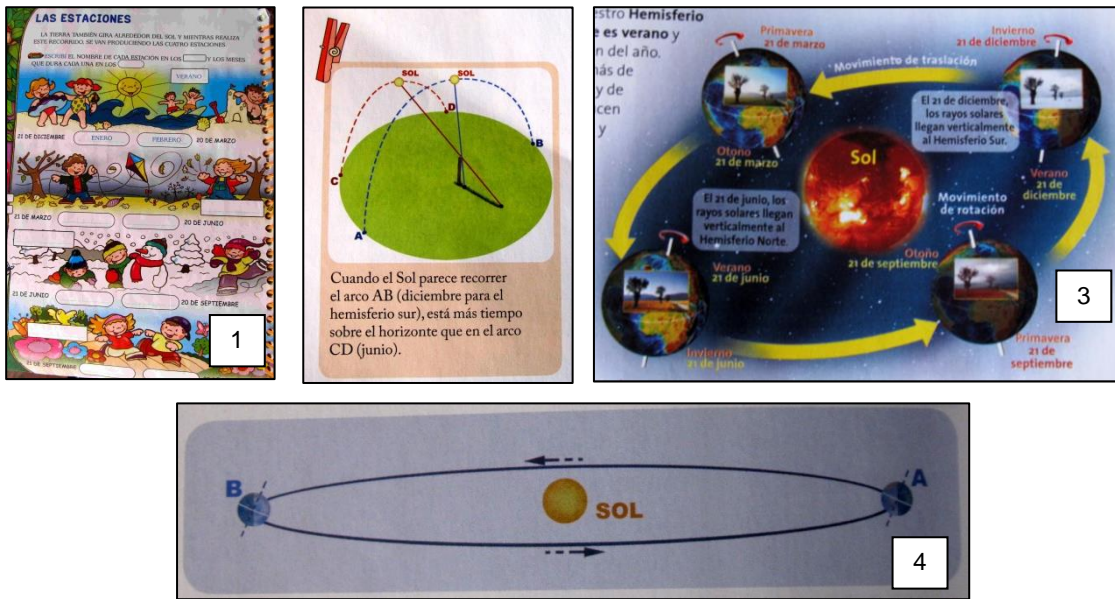 LAS ESTACIONES
LA TIERRA TAMBIÉN GIRA ALREDEDOR DEL SOL Y MIENTRAS REALIZA
ESTE RECORRIDO, SE VAN PRODUCIENDO LAS CUATRO ESTACIONES.
ESCRIBÍ EL NOMBRE DE CADA ESTACIÓN EN LOS Y LOS MESES
QUE DURA CADA UNA EN LOS
VERANO
21 DE DICIEMBRE ENERO FEBRERO 20 DE MARZO
21 DE MARZO 20 DE JUNIO
21 DE JUNIO 20 DE SEPTIEMBRE
21 DE SEPTIEMBRE
1
SOL SOL
D
B
C
A
Cuando el Sol parece recorrer
el arco AB (diciembre para el
hemisferio sur), está más tiempo
sobre el horizonte que en el arco
CD (junio).
estro Hemisferio
e es verano y
n del año.
ás de
y de
cen
y
Primavera
21 de marzo
Invierno
21 de diciembre
Movimiento de traslación
El 21 de diciembre,
los rayos solares
llegan verticalmente
al Hemisferio Sur.
Otoño
21 de marzo
Sol
Verano
21 de
diciembre
El 21 de junio, los
rayos solares llegan
verticalmente al
Hemisferio Norte.
Movimiento
de rotación
Verano
21 de junio
Otoño
21 de septiembre
Invierno
21 de junio
Primavera
21 de
septiembre
3
B
SOL
A
4